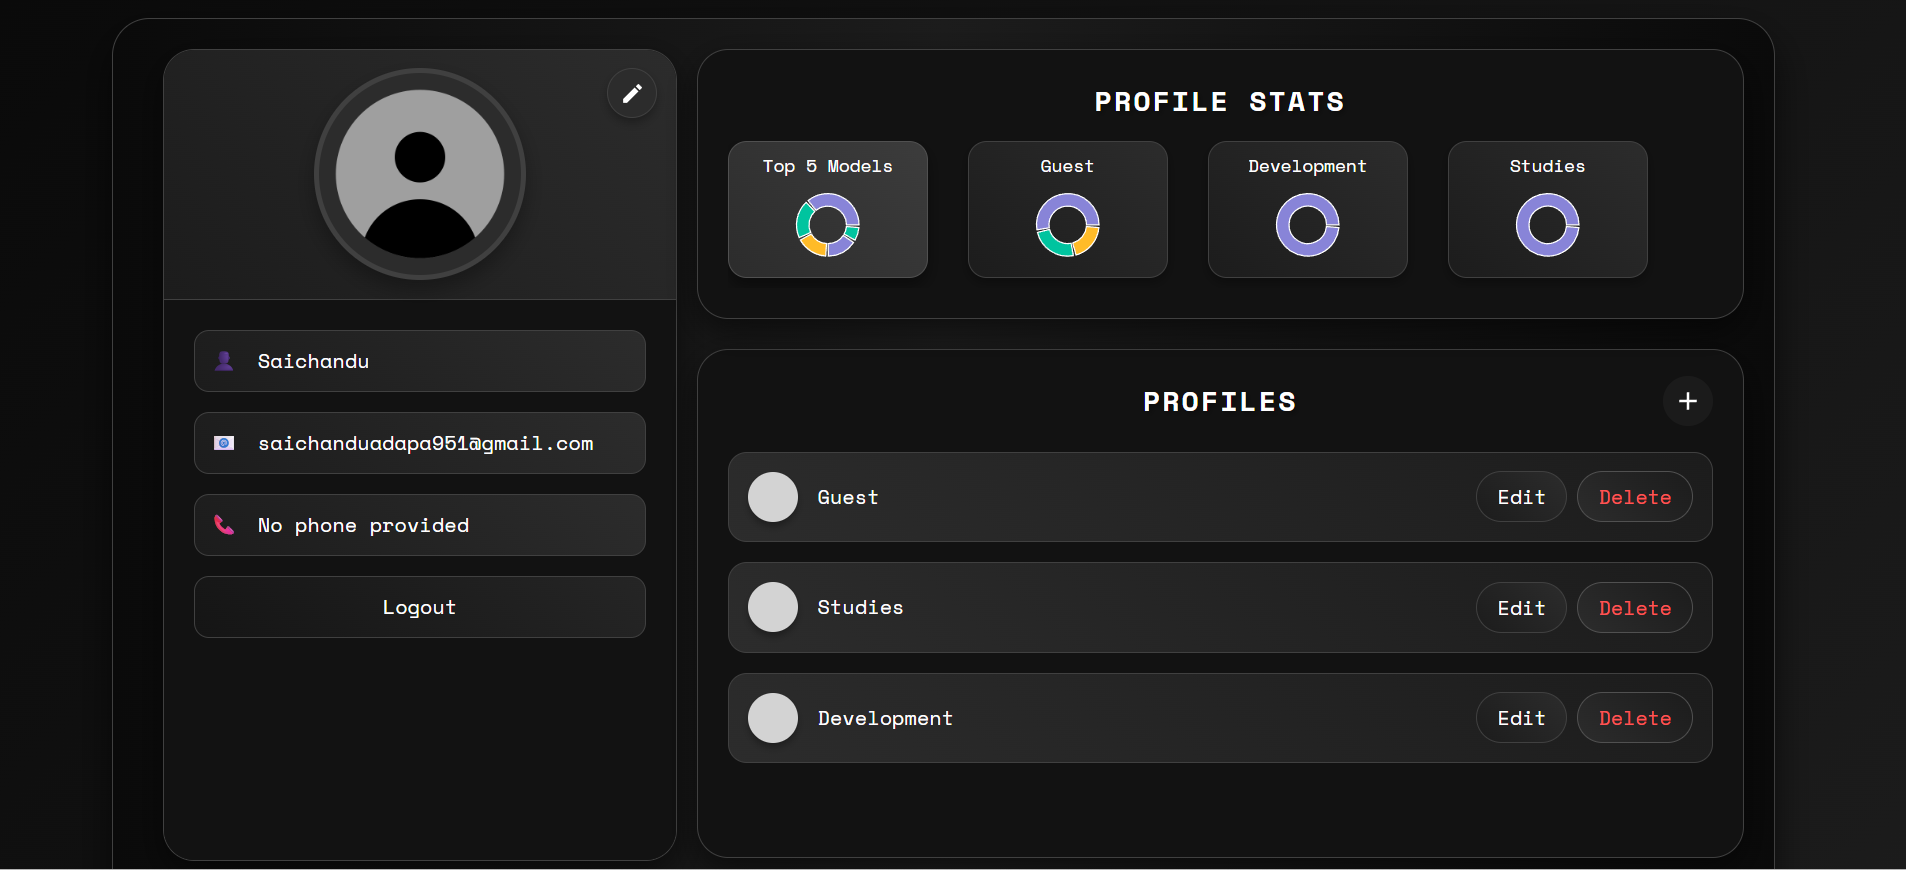 Saichandu
saichanduadapa951@gmail.com
No phone provided
Logout
PROFILE STATS
Top 5 Models
Guest
Development
Studies
PROFILES
+
Guest
Edit
Delete
Studies
Edit
Delete
Development
Edit
Delete